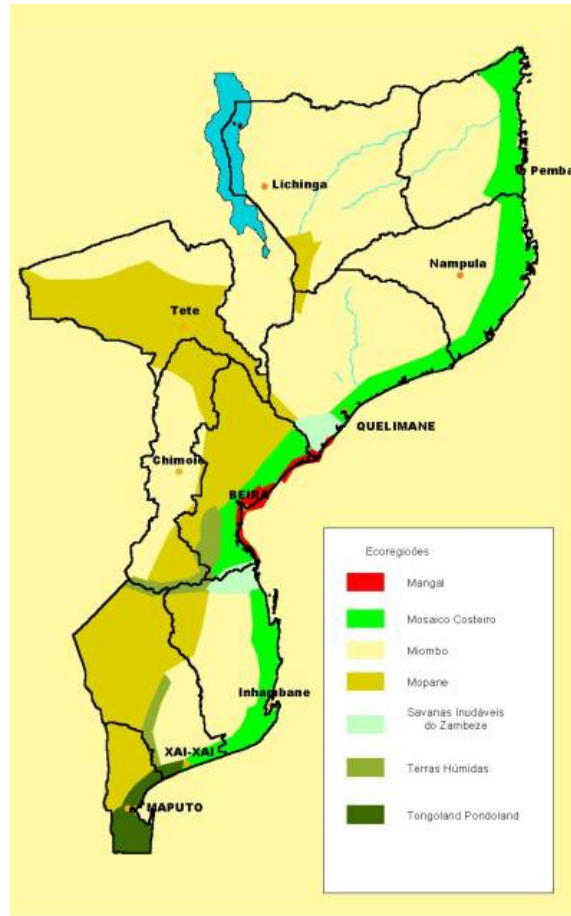 Lichinga
Pemba
Nampula
Tete
QUELIMANE
Chimoio
BEIRA
Inhambane
XAI-XAI
MAPUTO
Ecoregioões
Mangal
Mosaico Costeiro
Miombo
Mopane
Savanas Inudáveis
do Zambeze
Terras Húmidas
Tongoland Pondoland